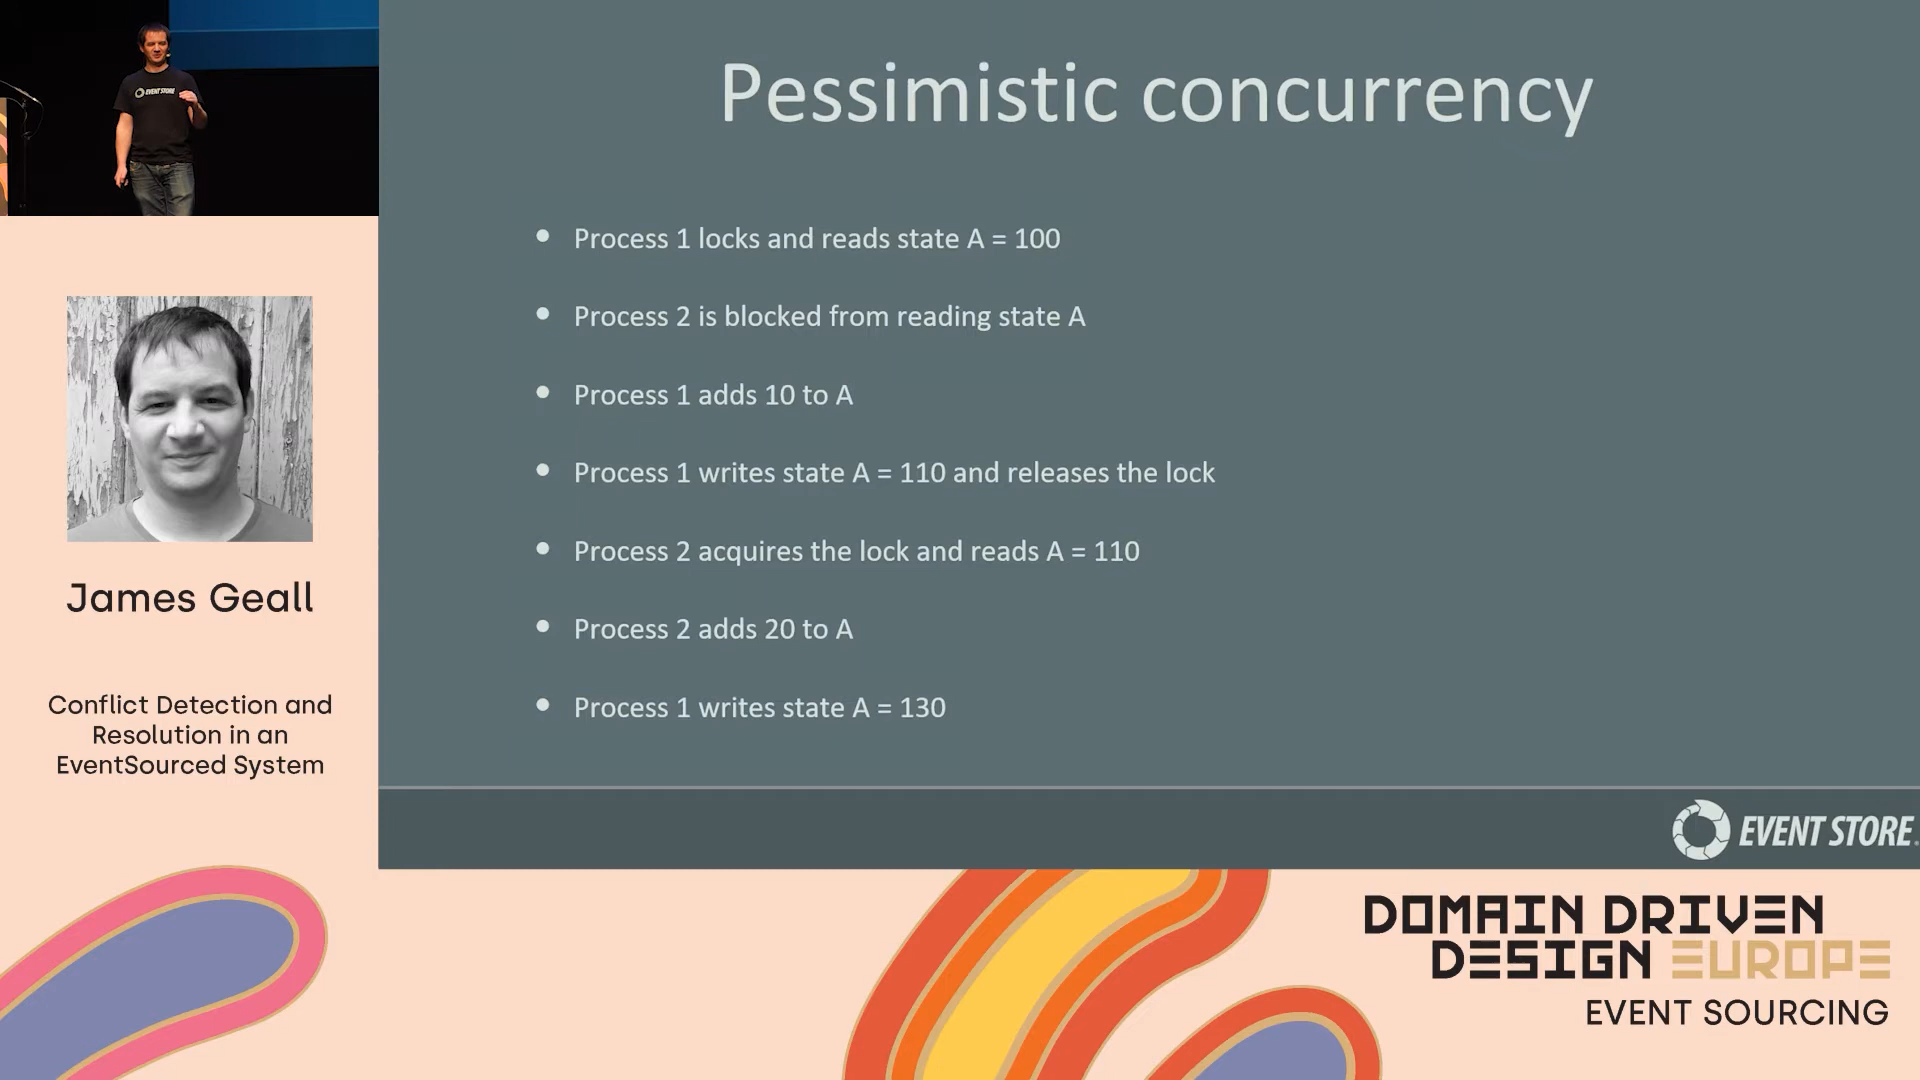 EVENT STORE
Pessimistic concurrency
• Process 1 locks and reads state A = 100
• Process 2 is blocked from reading state A
• Process 1 adds 10 to A
• Process 1 writes state A = 110 and releases the lock
• Process 2 acquires the lock and reads A = 110
• Process 2 adds 20 to A
• Process 1 writes state A = 130
EVENT STORE
James Geall
Conflict Detection and
Resolution in an
EventSourced System
DOMAIN DRIVEN
DESIGN EUROPE
EVENT SOURCING